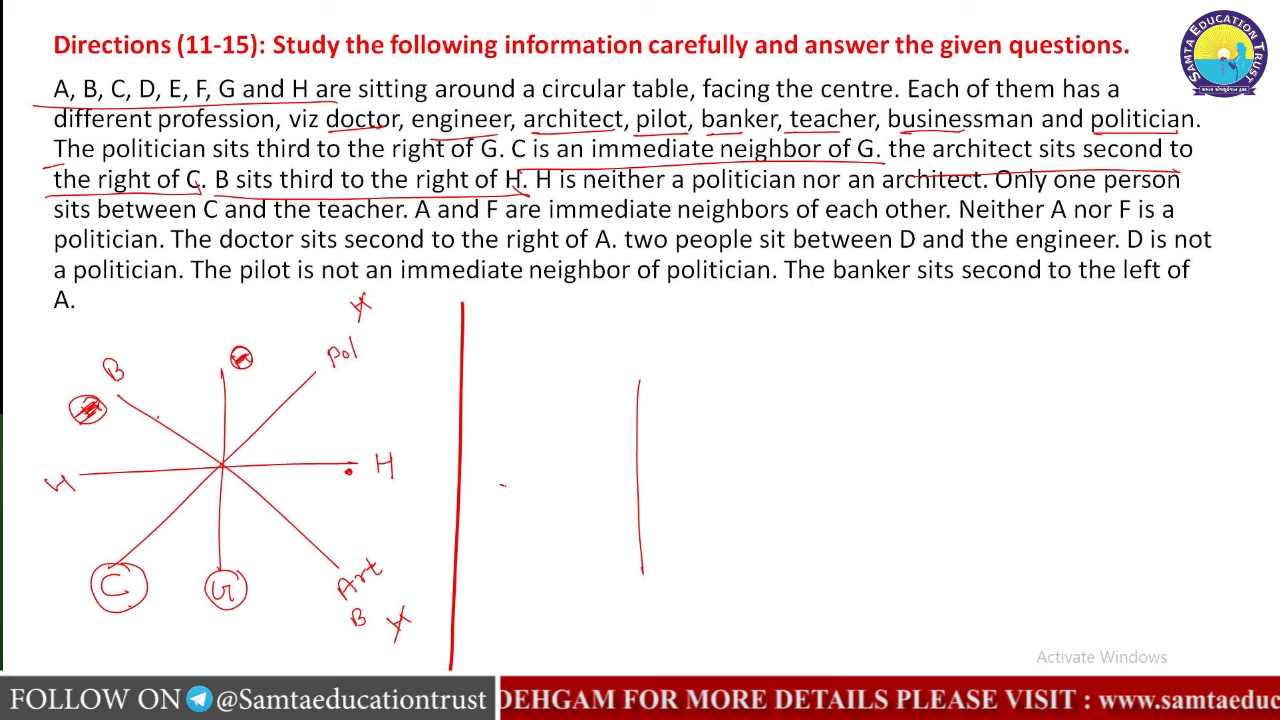 Directions (11-15): Study the following information carefully and answer the given questions.
SAMTA EDUCATION TRUST
A, B, C, D, E, F, G and H are sitting around a circular table, facing the centre. Each of them has a
different profession, viz doctor, engineer, architect, pilot, banker, teacher, businessman and politician.
The politician sits third to the right of G. C is an immediate neighbor of G. the architect sits second to
the right of C. B sits third to the right of H. H is neither a politician nor an architect. Only one person
sits between C and the teacher. A and F are immediate neighbors of each other. Neither A nor F is a
politician. The doctor sits second to the right of A. two people sit between D and the engineer. D is not
a politician. The pilot is not an immediate neighbor of politician. The banker sits second to the left of
A.
B
Pol
H
H
C
G
Art
B
Activate Windows
FOLLOW ON @Samtaeducationtrust
DEHGAM FOR MORE DETAILS PLEASE VISIT : www.samtaeduc